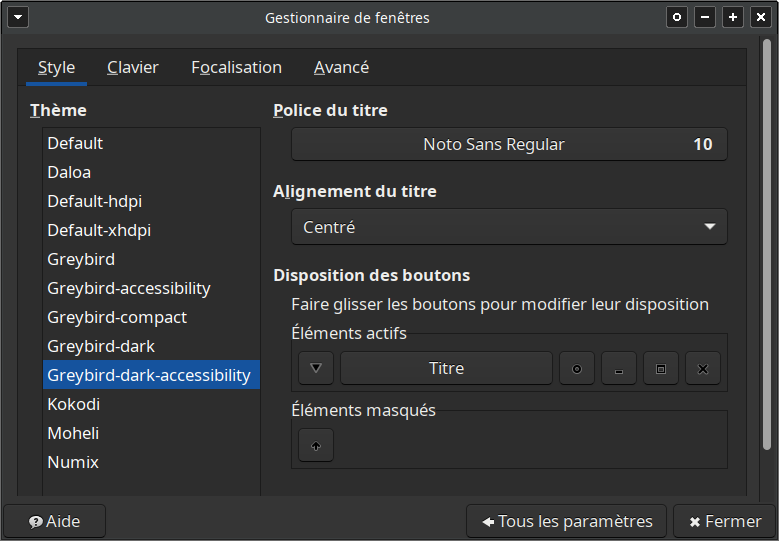 Gestionnaire de fenêtres
Style Clavier Focalisation Avancé
Thème
Default
Daloa
Default-hdpi
Default-xhdpi
Greybird
Greybird-accessibility
Greybird-compact
Greybird-dark
Greybird-dark-accessibility
Kokodi
Moheli
Numix
Police du titre
Noto Sans Regular 10
Alignement du titre
Centré
Disposition des boutons
Faire glisser les boutons pour modifier leur disposition
Éléments actifs
Titre
Éléments masqués
Aide Tous les paramètres Fermer